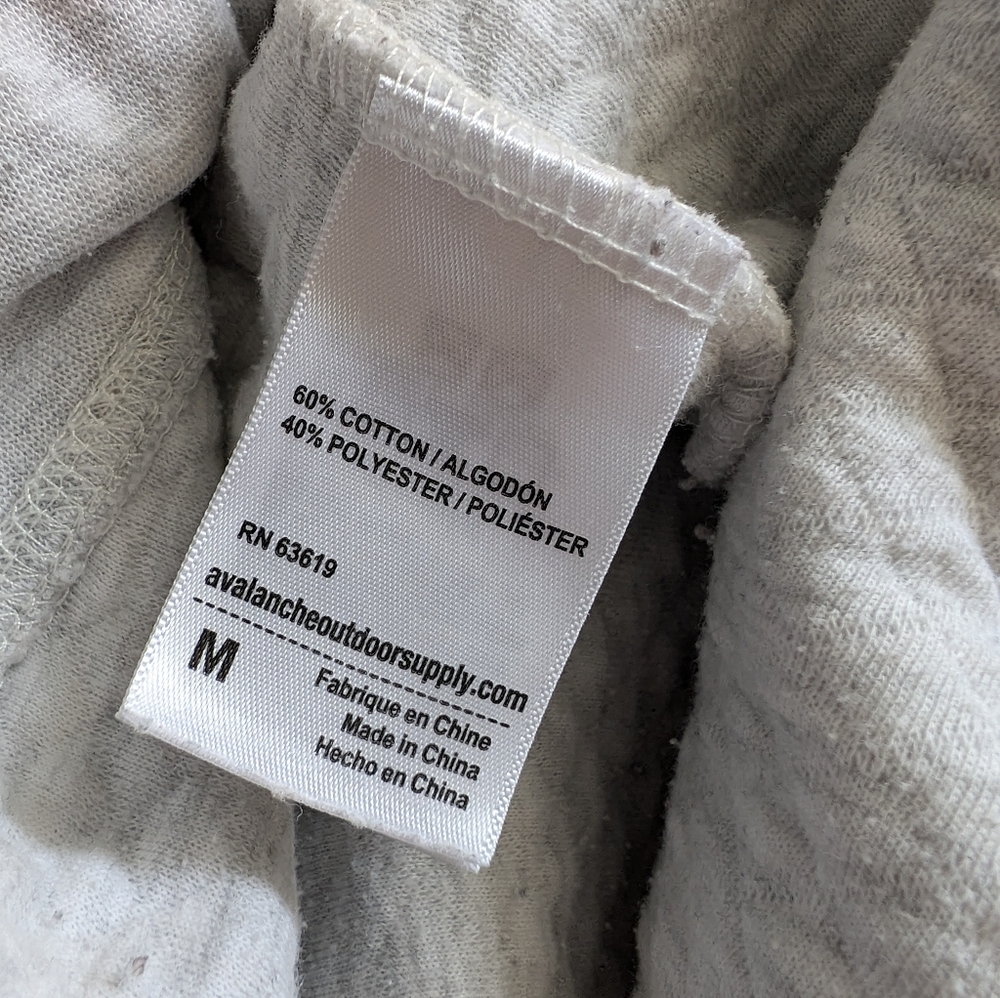 60% COTTON / ALGODÓN
40% POLYESTER / POLIÉSTER
RN 63619
avalancheoutdoorsupply.com
M
Fabrique en Chine
Made in China
Hecho en China